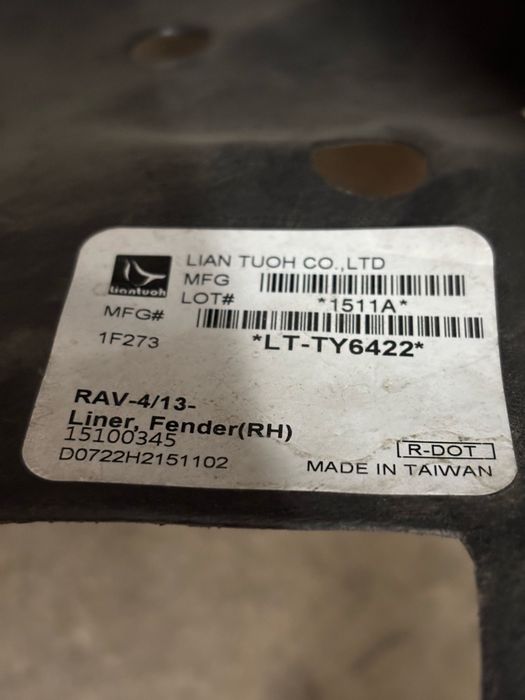 liantuoh
LIAN TUOH CO.,LTD
MFG
LOT#
*1511A*
MFG#
1F273
*LT-TY6422*
RAV-4/13-
Liner, Fender(RH)
15100345
D0722H2151102
R-DOT
MADE IN TAIWAN